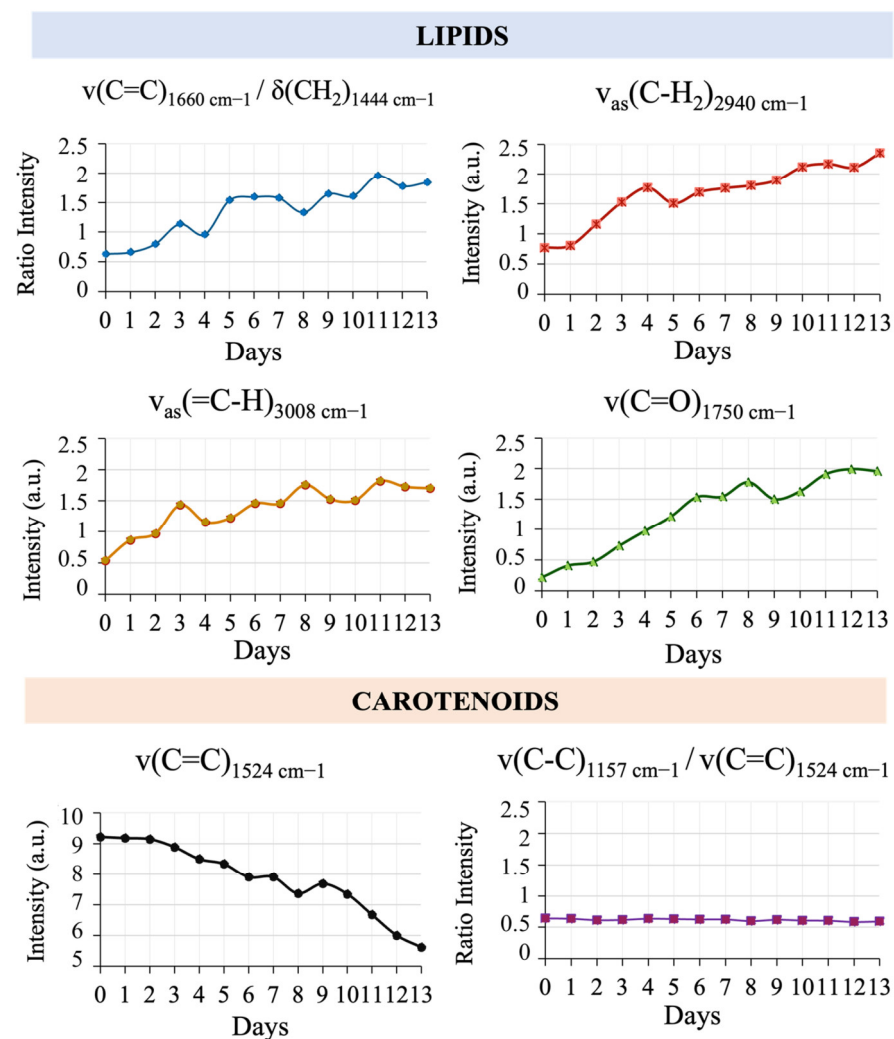 LIPIDS
v(C=C)1660 cm−1 / δ(CH2)1444 cm−1
vas(C-H2)2940 cm−1
Ratio Intensity
2.5
2
1.5
1
0.5
0
0 1 2 3 4 5 6 7 8 9 10 11 12 13
Days
Intensity (a.u.)
2.5
2
1.5
1
0.5
0
0 1 2 3 4 5 6 7 8 9 10 11 12 13
Days
vas(=C-H)3008 cm−1
v(C=O)1750 cm−1
Intensity (a.u.)
2.5
2
1.5
1
0.5
0
0 1 2 3 4 5 6 7 8 9 10 11 12 13
Days
Intensity (a.u.)
2.5
2
1.5
1
0.5
0
0 1 2 3 4 5 6 7 8 9 10 11 12 13
Days
CAROTENOIDS
v(C=C)1524 cm−1
v(C-C)1157 cm−1 / v(C=C)1524 cm−1
Intensity (a.u.)
10
9
8
7
6
5
0 1 2 3 4 5 6 7 8 9 10 11 12 13
Days
Ratio Intensity
2.5
2
1.5
1
0.5
0
0 1 2 3 4 5 6 7 8 9 10 11 12 13
Days